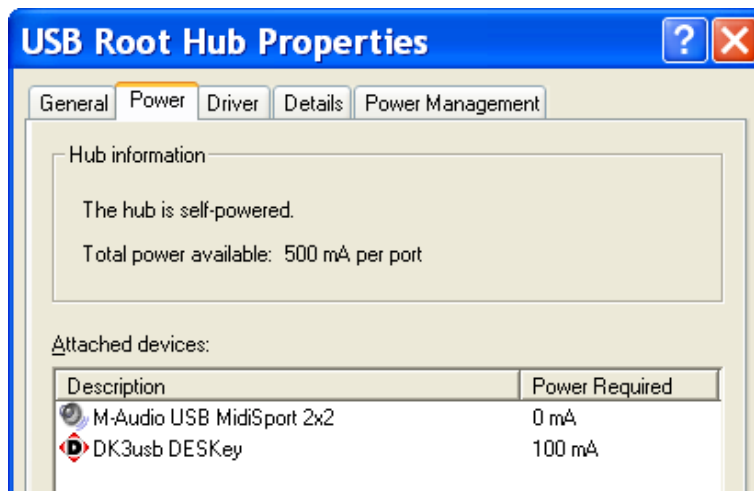 USB Root Hub Properties
General Power Driver Details Power Management
Hub information
The hub is self-powered.
Total power available: 500 mA per port
Attached devices:
Description Power Required
M-Audio USB MidiSport 2x2 0 mA
DK3usb DESKey 100 mA